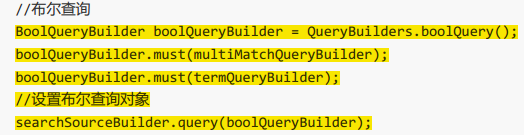 //布尔查询
BoolQueryBuilder boolQueryBuilder = QueryBuilders.boolQuery();
boolQueryBuilder.must(multiMatchQueryBuilder);
boolQueryBuilder.must(termQueryBuilder);
//设置布尔查询对象
searchSourceBuilder.query(boolQueryBuilder);